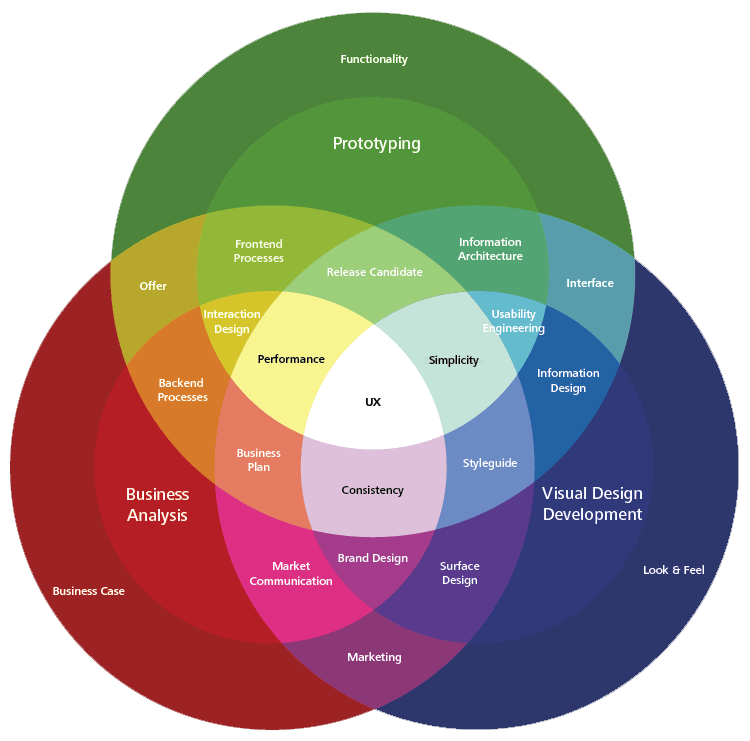 Functionality
Prototyping
Frontend
Processes
Information
Architecture
Release Candidate
Offer
Interface
Interaction
Design
Usability
Engineering
Performance
Simplicity
Backend
Processes
Information
Design
UX
Business
Plan
Styleguide
Consistency
Business
Analysis
Visual Design
Development
Brand Design
Market
Communication
Surface
Design
Look & Feel
Business Case
Marketing